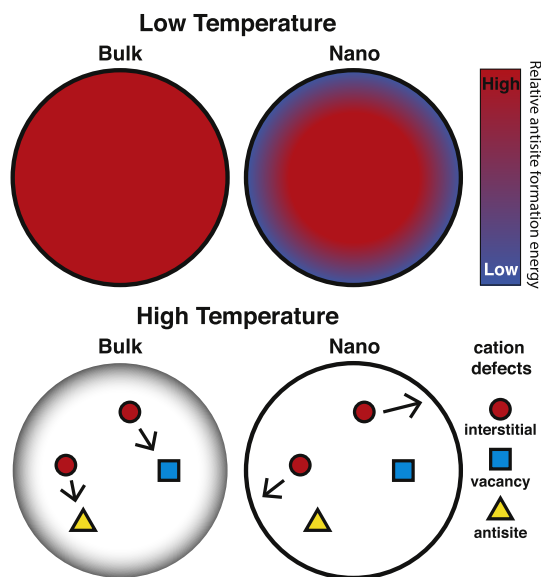 Low Temperature
Bulk
Nano
High
Low
Relative antisite formation energy
High Temperature
Bulk
Nano
cation
defects
interstitial
vacancy
antisite